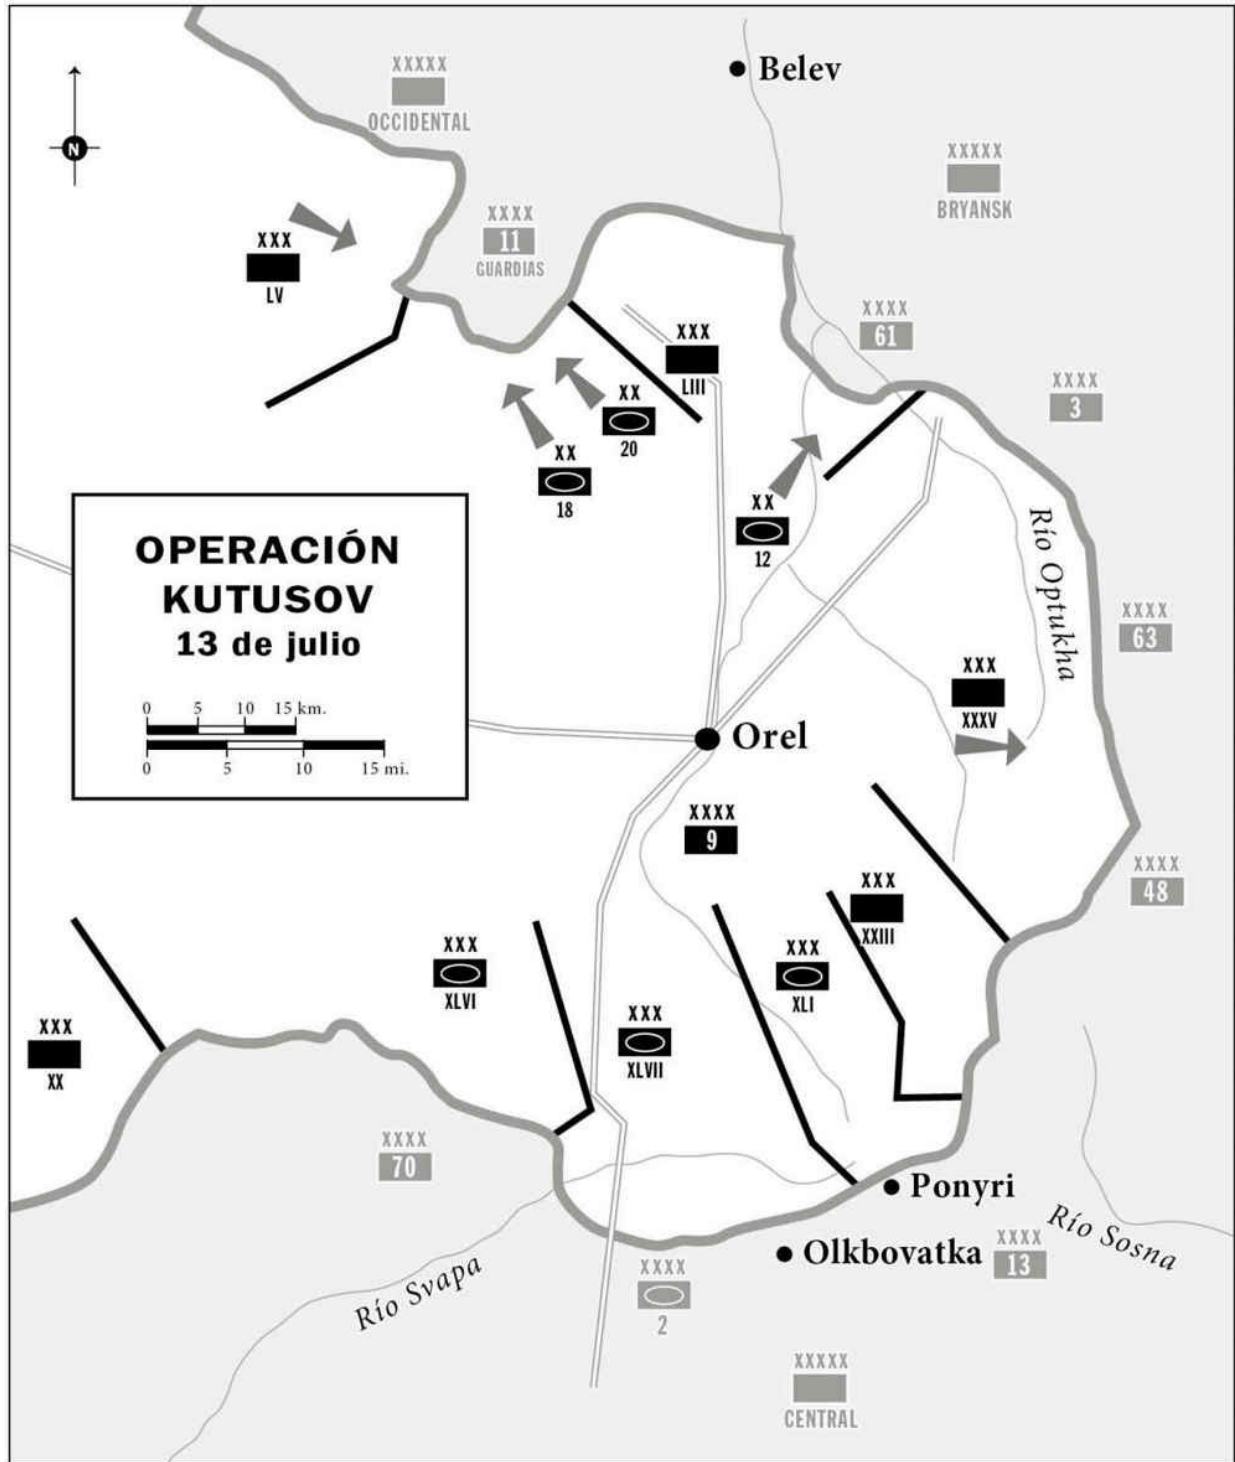 XXXXX
OCCIDENTAL
Belev
N
XXXXX
BRYANSK
XXXX
11
GUARDIAS
XXX
LV
XXXX
61
XXX
LIII
XXXX
3
XX
20
XX
18
XX
12
OPERACIÓN
KUTUSOV
13 de julio
0 5 10 15 km.
0 5 10 15 mi.
Río Optukha
XXXX
63
XXX
XXXV
Orel
XXXX
9
XXXX
48
XXX
XXIII
XXX
XLVI
XXX
XLI
XXX
XX
XXX
XLVII
XXXX
70
Ponyri
Río Sosna
Olkbovatka
XXXX
13
Río Svapa
XXXX
2
XXXXX
CENTRAL